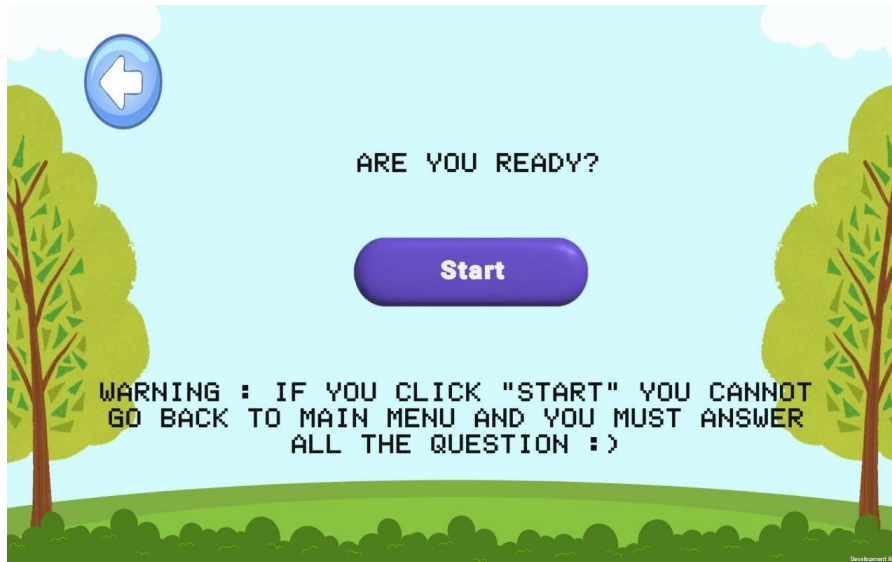 ARE YOU READY?
Start
WARNING : IF YOU CLICK "START" YOU CANNOT
GO BACK TO MAIN MENU AND YOU MUST ANSWER
ALL THE QUESTION :)
Development